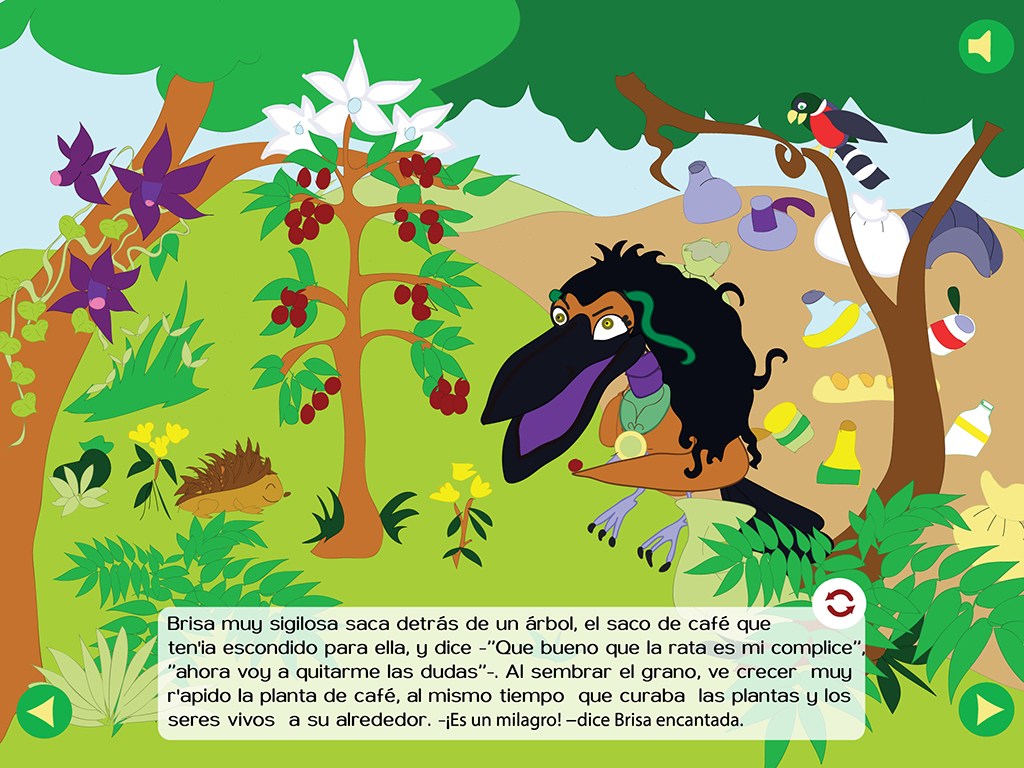 Brisa muy sigilosa saca detrás de un árbol, el saco de café que
ten'ia escondido para ella, y dice -"Que bueno que la rata es mi complice",
"ahora voy a quitarme las dudas"-. Al sembrar el grano, ve crecer muy
r'apido la planta de café, al mismo tiempo que curaba las plantas y los
seres vivos a su alrededor. -¡Es un milagro! –dice Brisa encantada.